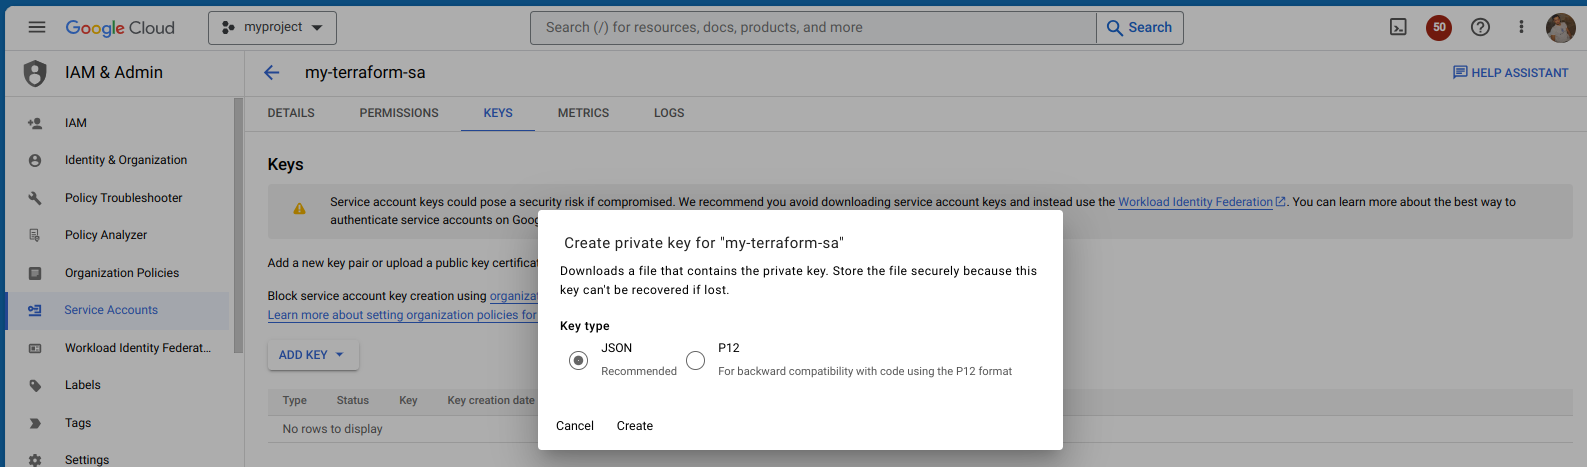 Google Cloud
myproject
Search (/) for resources, docs, products, and more
Search
50
IAM & Admin
my-terraform-sa
HELP ASSISTANT
DETAILS
PERMISSIONS
KEYS
METRICS
LOGS
IAM
Identity & Organization
Policy Troubleshooter
Policy Analyzer
Organization Policies
Service Accounts
Workload Identity Federat...
Labels
Tags
Settings
Keys
Service account keys could pose a security risk if compromised. We recommend you avoid downloading service account keys and instead use the Workload Identity Federation. You can learn more about the best way to
authenticate service accounts on Goog
Add a new key pair or upload a public key certificat
Block service account key creation using organizat
Learn more about setting organization policies for
ADD KEY
Type Status Key Key creation date
No rows to display
Create private key for "my-terraform-sa"
Downloads a file that contains the private key. Store the file securely because this
key can't be recovered if lost.
Key type
JSON
Recommended
P12
For backward compatibility with code using the P12 format
Cancel
Create